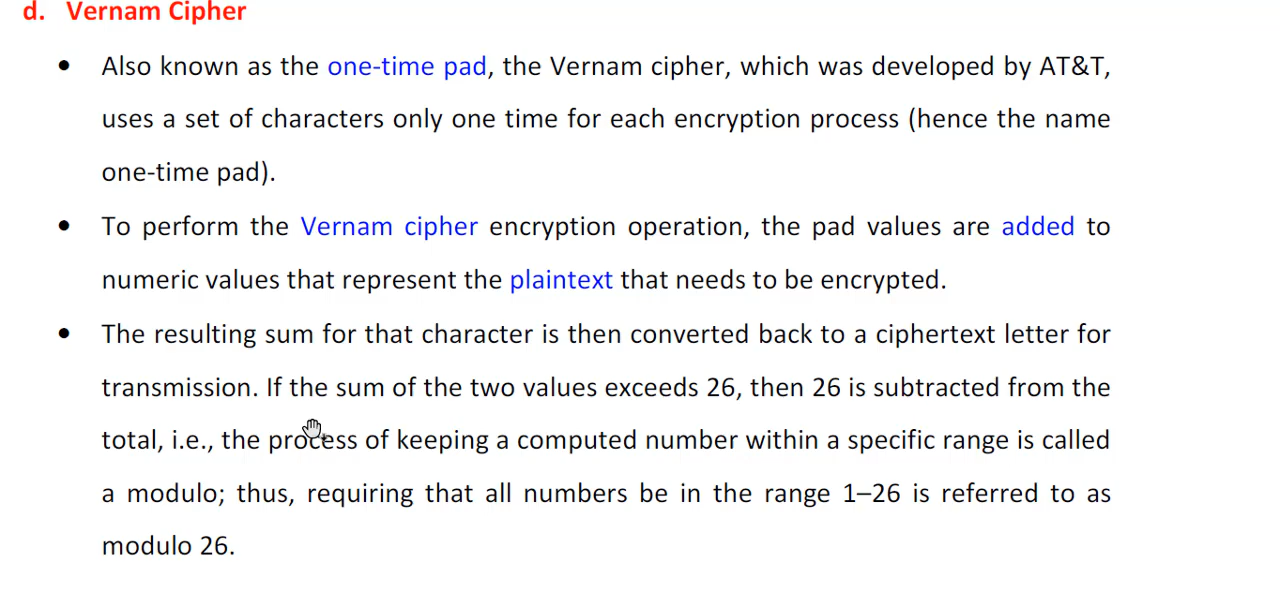 d. Vernam Cipher
• Also known as the one-time pad, the Vernam cipher, which was developed by AT&T,
uses a set of characters only one time for each encryption process (hence the name
one-time pad).
• To perform the Vernam cipher encryption operation, the pad values are added to
numeric values that represent the plaintext that needs to be encrypted.
• The resulting sum for that character is then converted back to a ciphertext letter for
transmission. If the sum of the two values exceeds 26, then 26 is subtracted from the
total, i.e., the process of keeping a computed number within a specific range is called
a modulo; thus, requiring that all numbers be in the range 1–26 is referred to as
modulo 26.